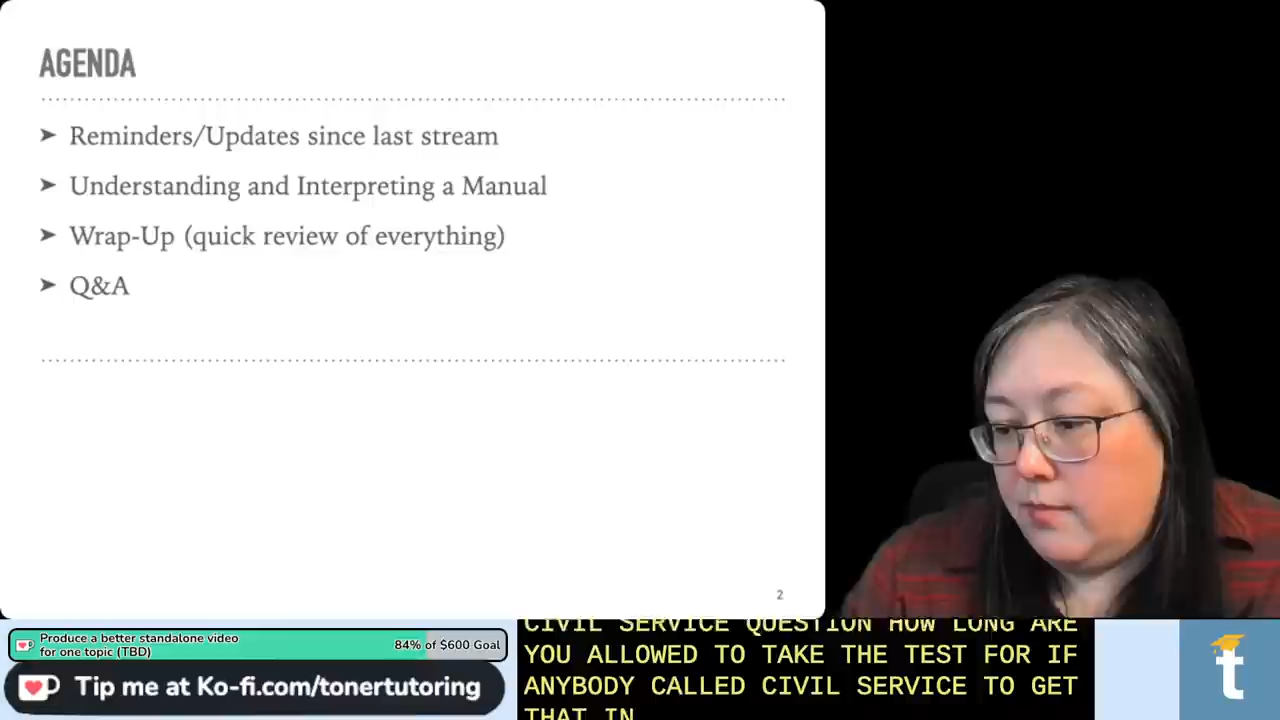 AGENDA
➤ Reminders/Updates since last stream
➤ Understanding and Interpreting a Manual
➤ Wrap-Up (quick review of everything)
➤ Q&A
2
Produce a better standalone video
for one topic (TBD)
84% of $600 Goal
Tip me at Ko-fi.com/tonertutoring
CIVIL SERVICE QUESTION HOW LONG ARE
YOU ALLOWED TO TAKE THE TEST FOR IF
ANYBODY CALLED CIVIL SERVICE TO GET
THAT IN
t